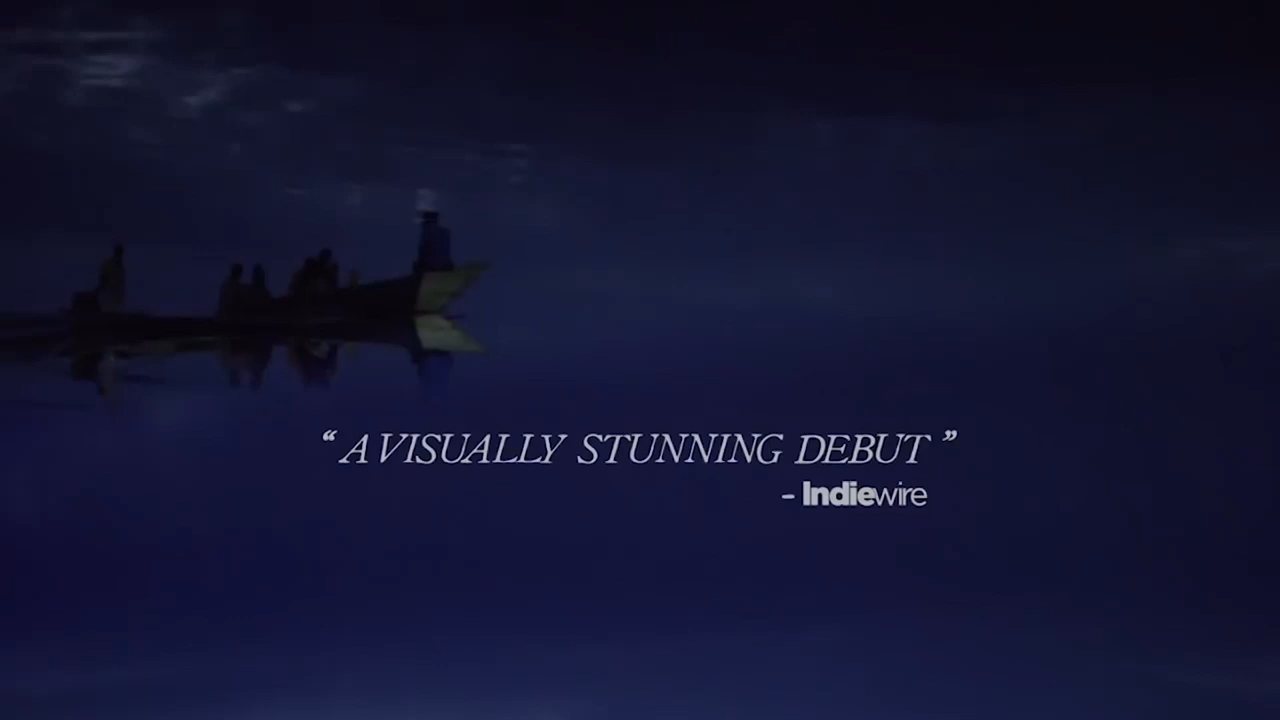 “ A VISUALLY STUNNING DEBUT ”
– Indiewire